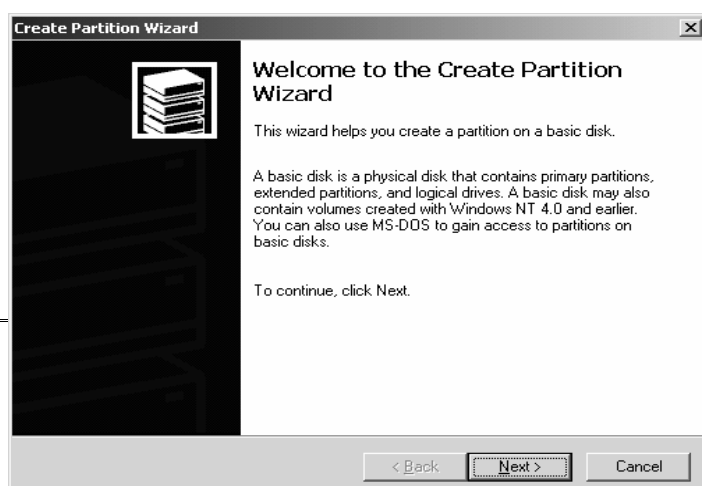 Create Partition Wizard
Welcome to the Create Partition
Wizard
This wizard helps you create a partition on a basic disk.
A basic disk is a physical disk that contains primary partitions,
extended partitions, and logical drives. A basic disk may also
contain volumes created with Windows NT 4.0 and earlier.
You can also use MS-DOS to gain access to partitions on
basic disks.
To continue, click Next.
< Back Next > Cancel